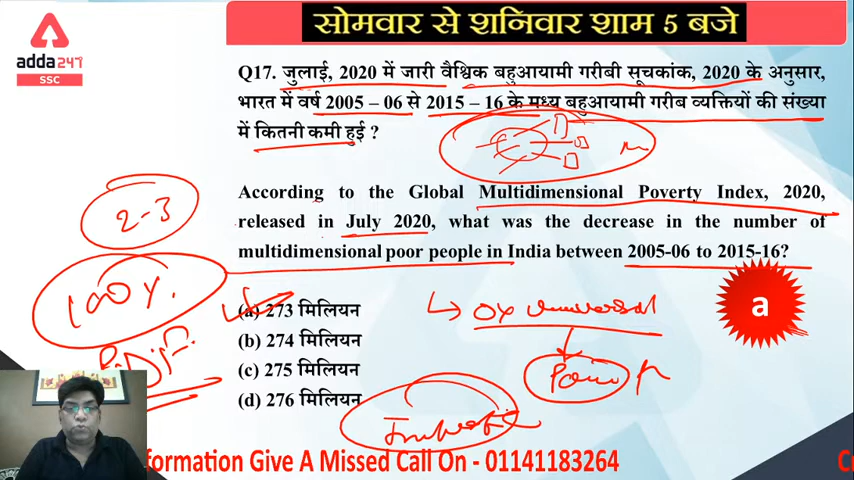 सोमवार से शनिवार शाम 5 बजे
adda247
SSC
Q17. जुलाई, 2020 में जारी वैश्विक बहुआयामी गरीबी सूचकांक, 2020 के अनुसार,
भारत में वर्ष 2005 – 06 से 2015 – 16 के मध्य बहुआयामी गरीब व्यक्तियों की संख्या
में कितनी कमी हुई ?
According to the Global Multidimensional Poverty Index, 2020,
released in July 2020, what was the decrease in the number of
multidimensional poor people in India between 2005-06 to 2015-16?
2-3
100%.
(a) 273 मिलियन
(b) 274 मिलियन
(c) 275 मिलियन
(d) 276 मिलियन
a
formation Give A Missed Call On - 01141183264